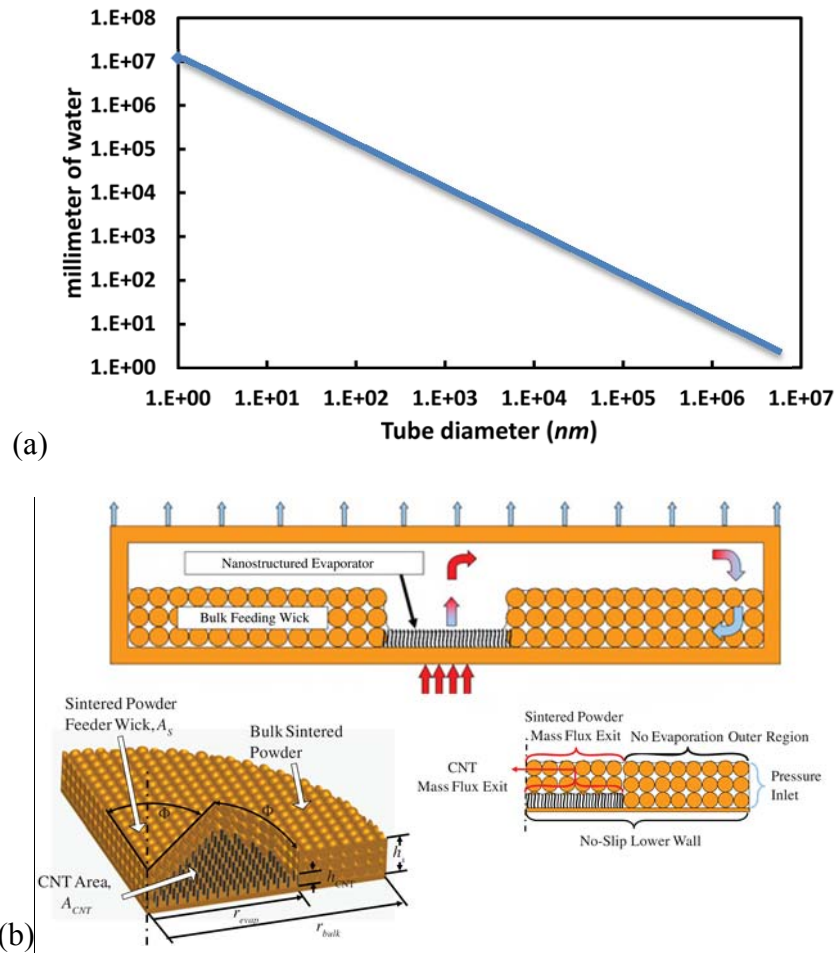 1.E+08
1.E+07
1.E+06
1.E+05
1.E+04
1.E+03
1.E+02
1.E+01
1.E+00
millimeter of water
1.E+00 1.E+01 1.E+02 1.E+03 1.E+04 1.E+05 1.E+06 1.E+07
Tube diameter (nm)
(a)
Nanostructured Evaporator
Bulk Feeding Wick
Sintered Powder
Feeder Wick, A_S
Bulk Sintered
Powder
Φ
Φ
CNT Area,
A_CNT
h_CNT
r_evap
r_bulk
Sintered Powder
Mass Flux Exit
No Evaporation Outer Region
CNT
Mass Flux Exit
Pressure
Inlet
No-Slip Lower Wall
(b)